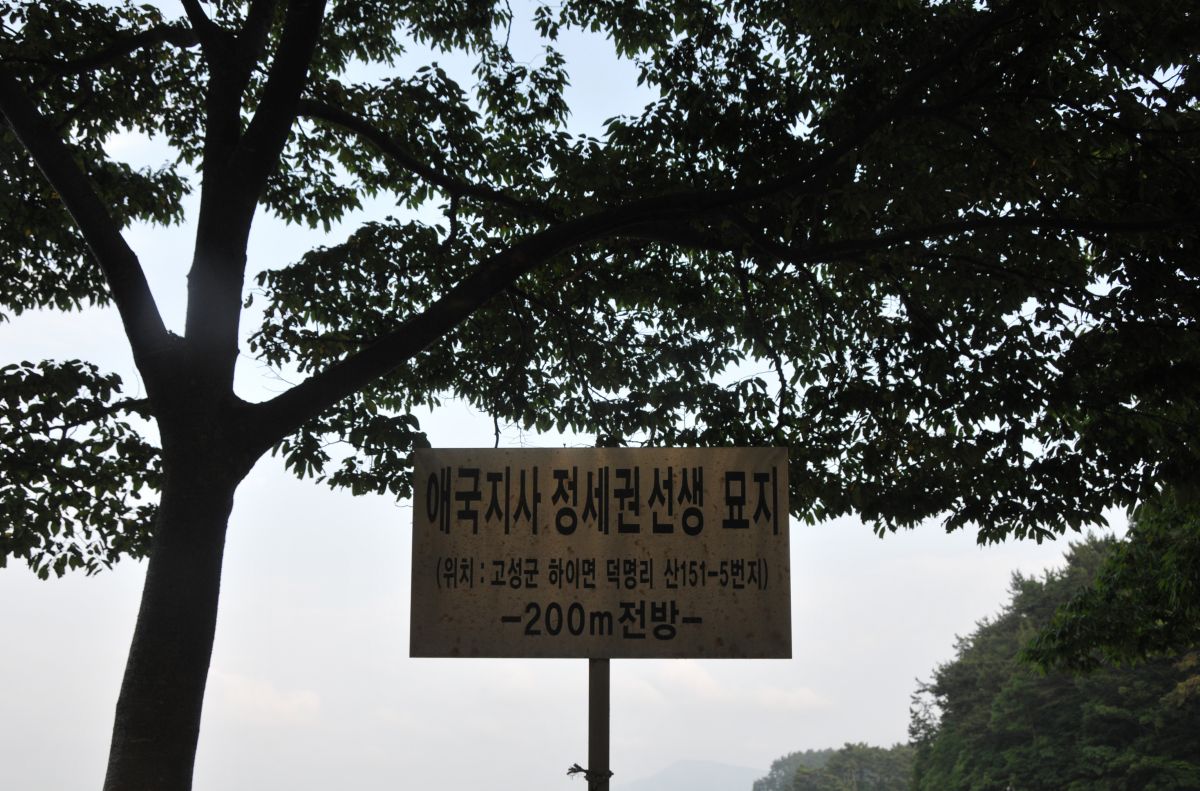 애국지사 정세권선생 묘지
(위치 : 고성군 하이면 덕명리 산151-5번지)
-200m전방-